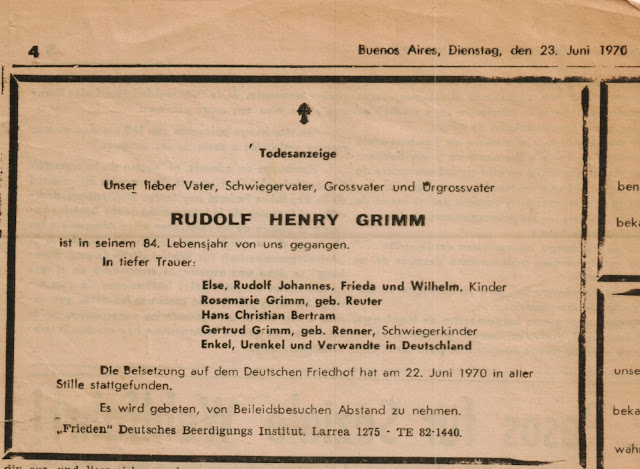 4 Buenos Aires, Dienstag, den 23. Juni 1970
Todesanzeige
Unser lieber Vater, Schwiegervater, Grossvater und Urgrossvater
RUDOLF HENRY GRIMM
ist in seinem 84. Lebensjahr von uns gegangen.
In tiefer Trauer:
Else, Rudolf Johannes, Frieda und Wilhelm, Kinder
Rosemarie Grimm, geb. Reuter
Hans Christian Bertram
Gertrud Grimm, geb. Renner, Schwiegerkinder
Enkel, Urenkel und Verwandte in Deutschland
Die Beisetzung auf dem Deutschen Friedhof hat am 22. Juni 1970 in aller
Stille stattgefunden.
Es wird gebeten, von Beileidsbesuchen Abstand zu nehmen.
„Frieden" Deutsches Beerdigungs Institut, Larrea 1275 - TE 82-1440.
ben
beka
unse
beka
wäh